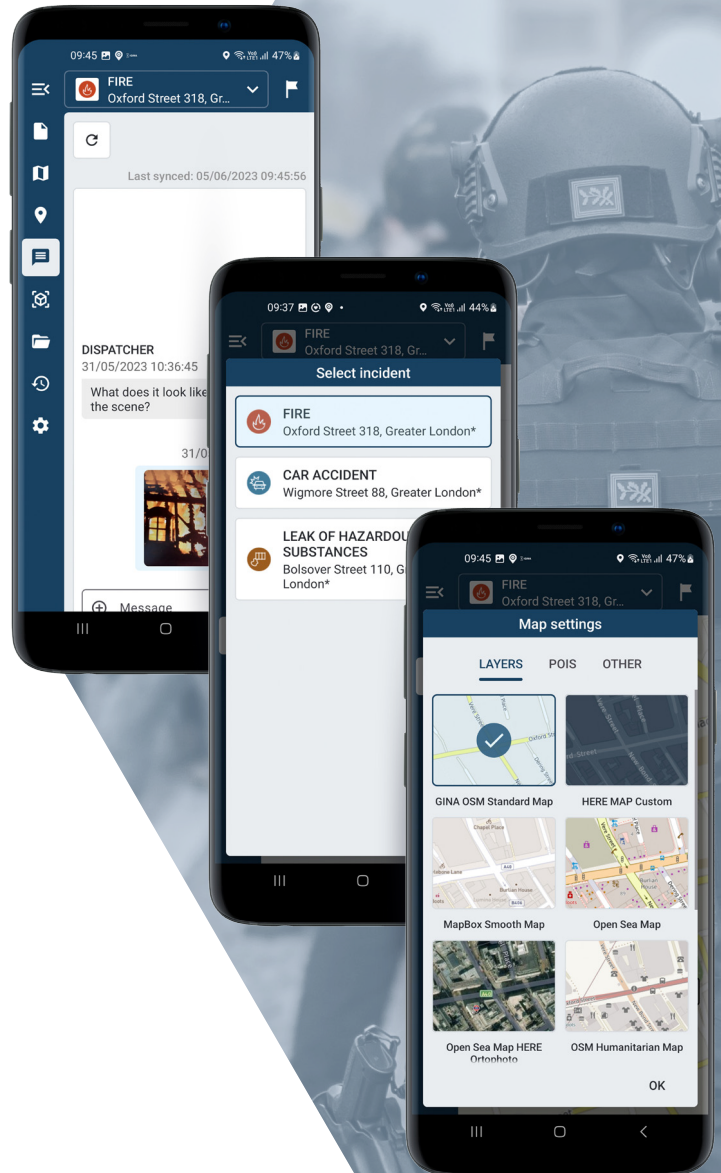 09:45
47%
FIRE
Oxford Street 318, Gr...
Last synced: 05/06/2023 09:45:56
DISPATCHER
31/05/2023 10:36:45
What does it look like
the scene?
31/0
Message
09:37
44%
FIRE
Oxford Street 318, Gr...
Select incident
FIRE
Oxford Street 318, Greater London*
CAR ACCIDENT
Wigmore Street 88, Greater London*
LEAK OF HAZARDOU
SUBSTANCES
Bolsover Street 110, G
London*
09:45
47%
FIRE
Oxford Street 318, Gr...
Map settings
LAYERS POIS OTHER
GINA OSM Standard Map
HERE MAP Custom
Chapel Place
MapBox Smooth Map
Open Sea Map
Open Sea Map HERE
Ortophoto
OSM Humanitarian Map
OK